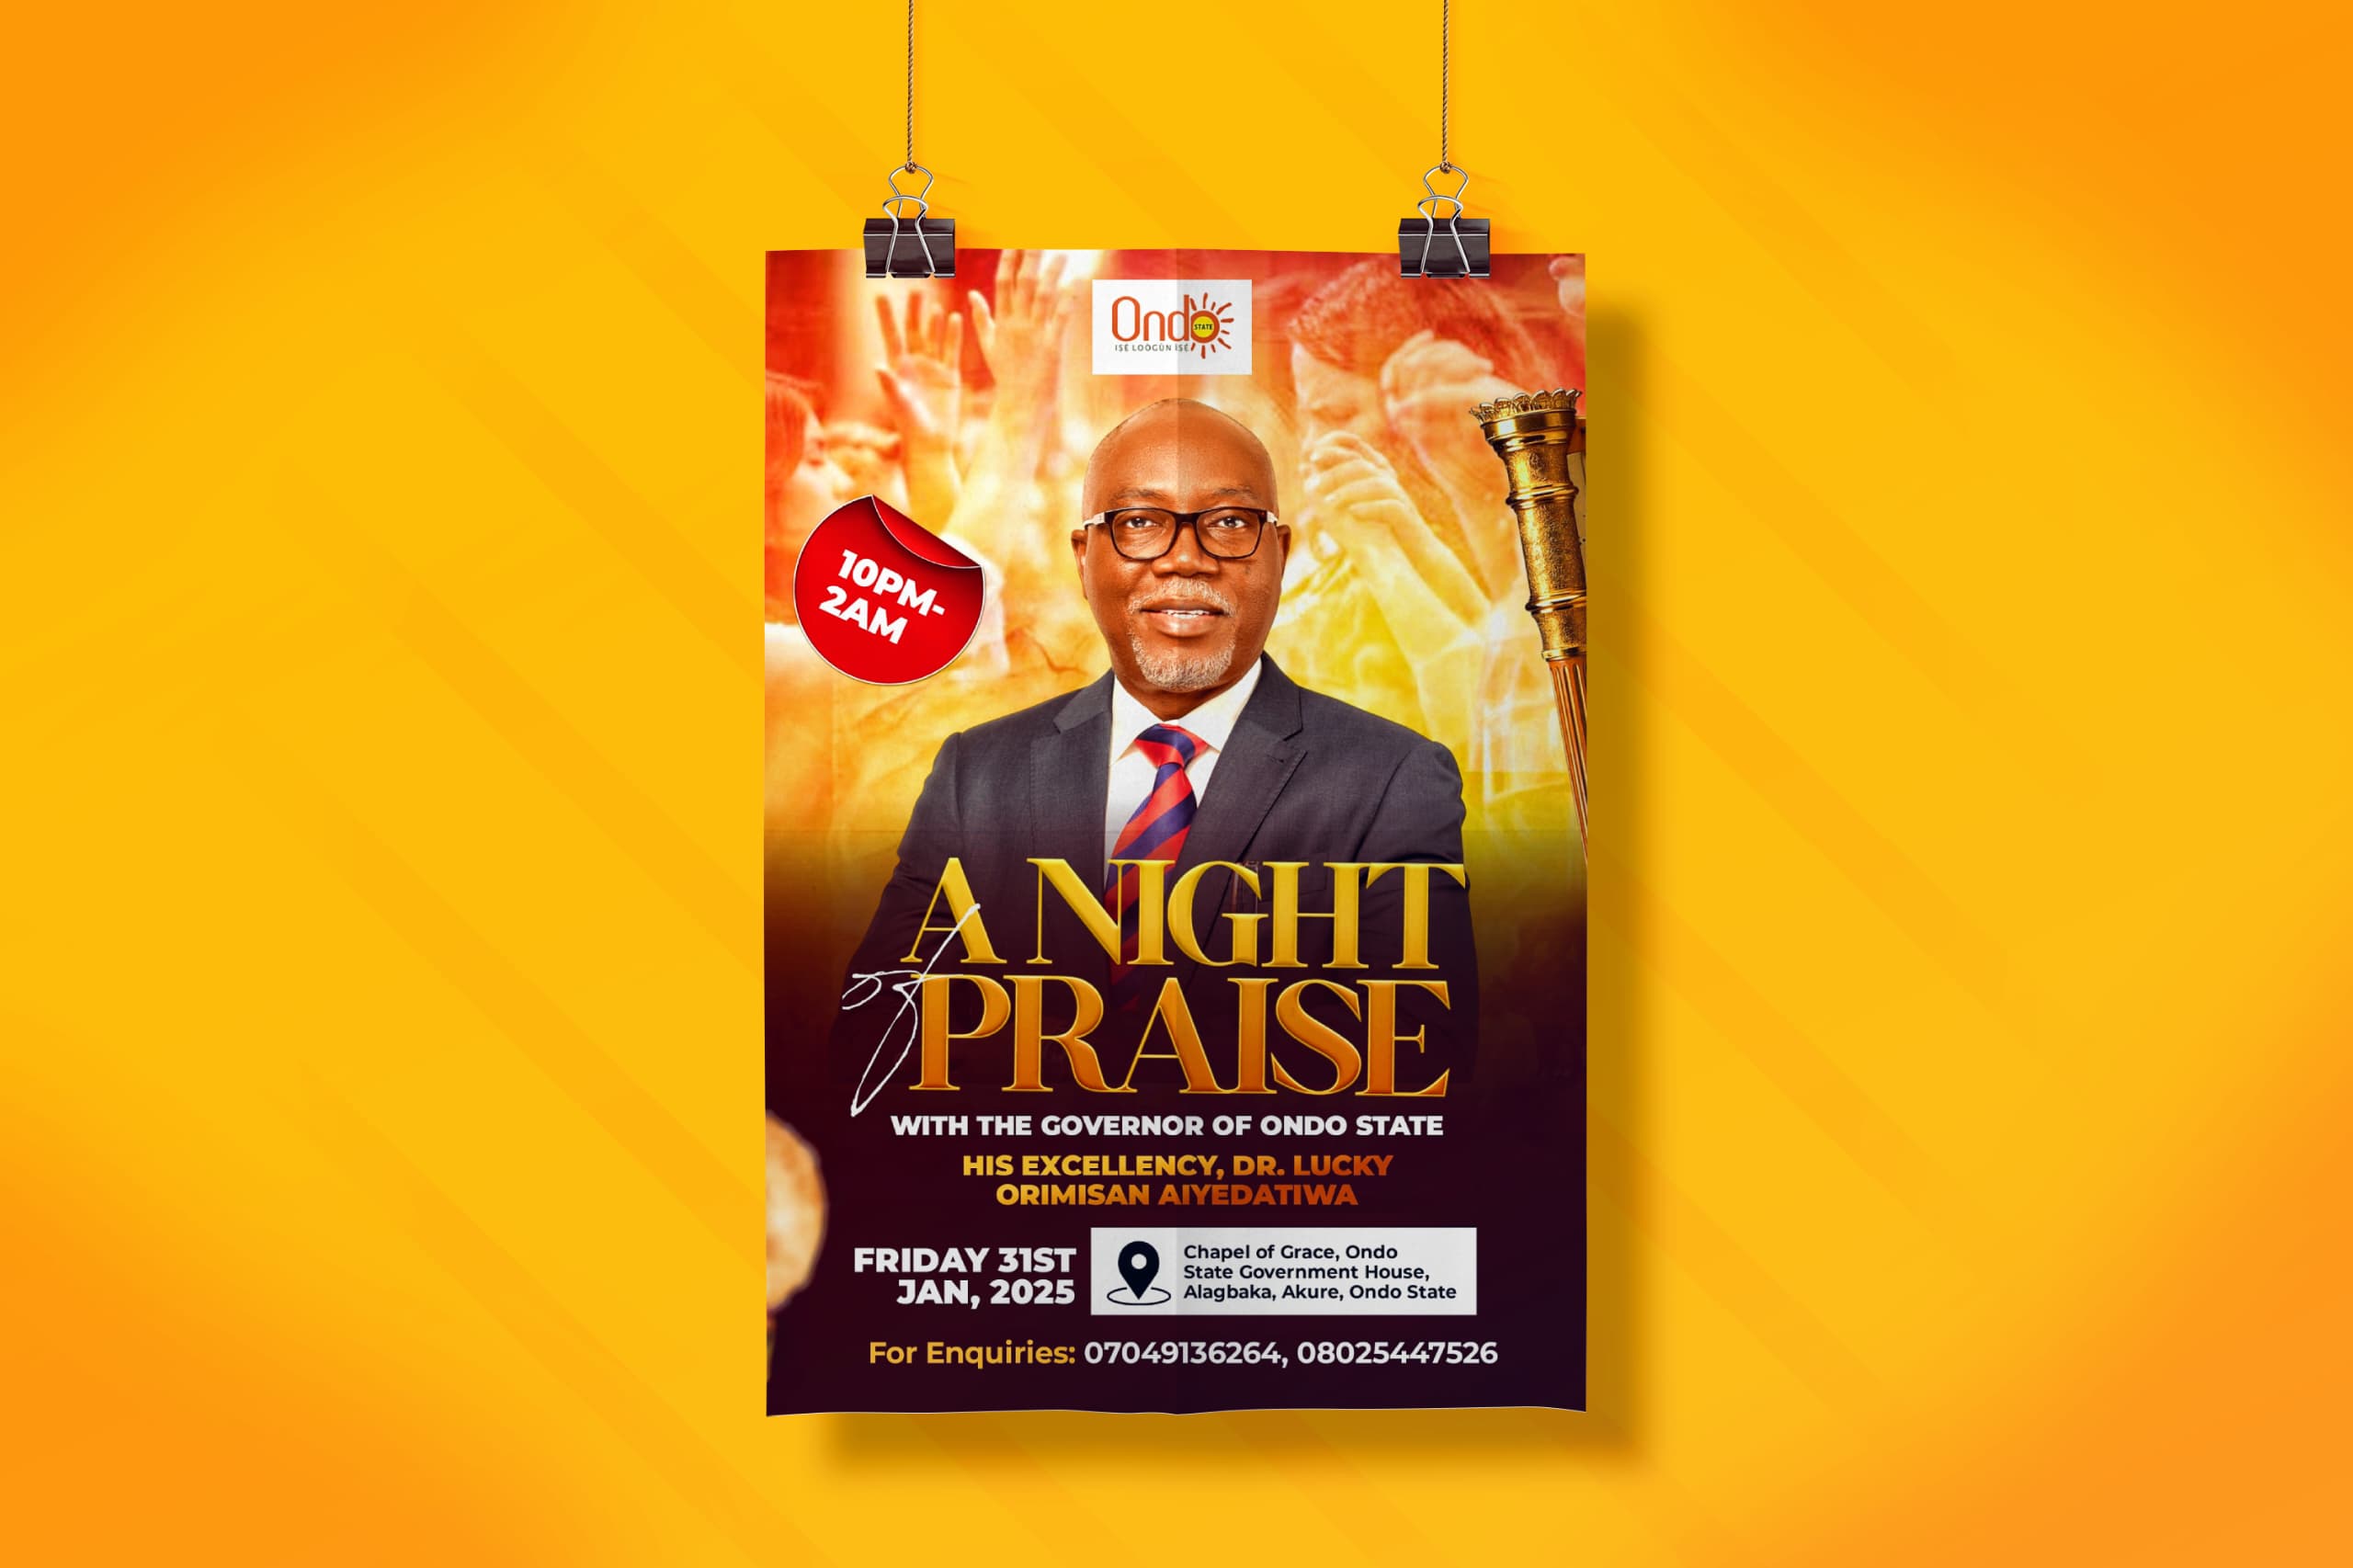 Ondo
STATE
IṢẸ́ LOÒGÙN ÌṢẸ́
10PM-
2AM
A NIGHT
of PRAISE
WITH THE GOVERNOR OF ONDO STATE
HIS EXCELLENCY, DR. LUCKY
ORIMISAN AIYEDATIWA
FRIDAY 31ST
JAN, 2025
Chapel of Grace, Ondo
State Government House,
Alagbaka, Akure, Ondo State
For Enquiries: 07049136264, 08025447526